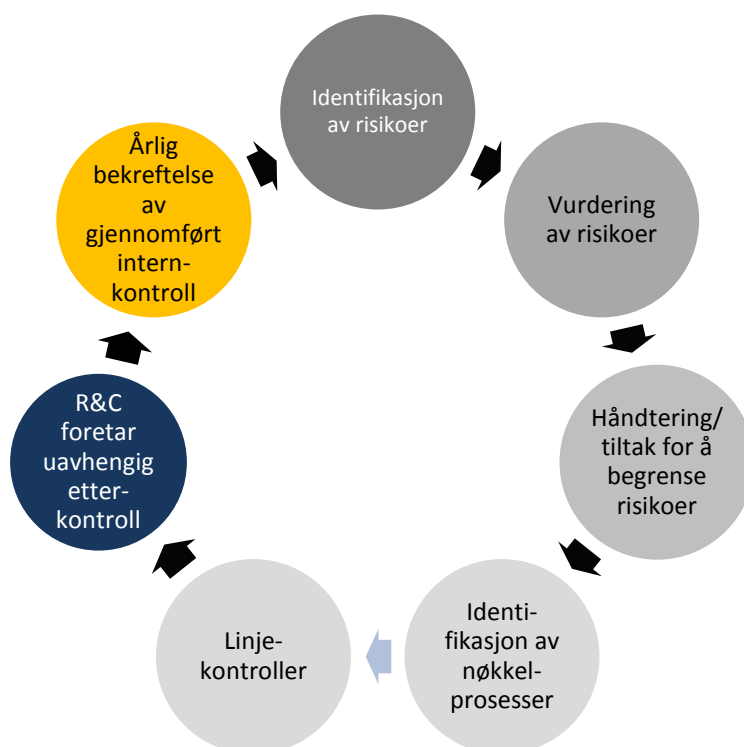 Identifikasjon
av risikoer
Vurdering
av risikoer
Håndtering/
tiltak for å
begrense
risikoer
Identi-
fikasjon av
nøkkel-
prosesser
Linje-
kontroller
R&C
foretar
uavhengig
etter-
kontroll
Årlig
bekreftelse
av
gjennomført
intern-
kontroll